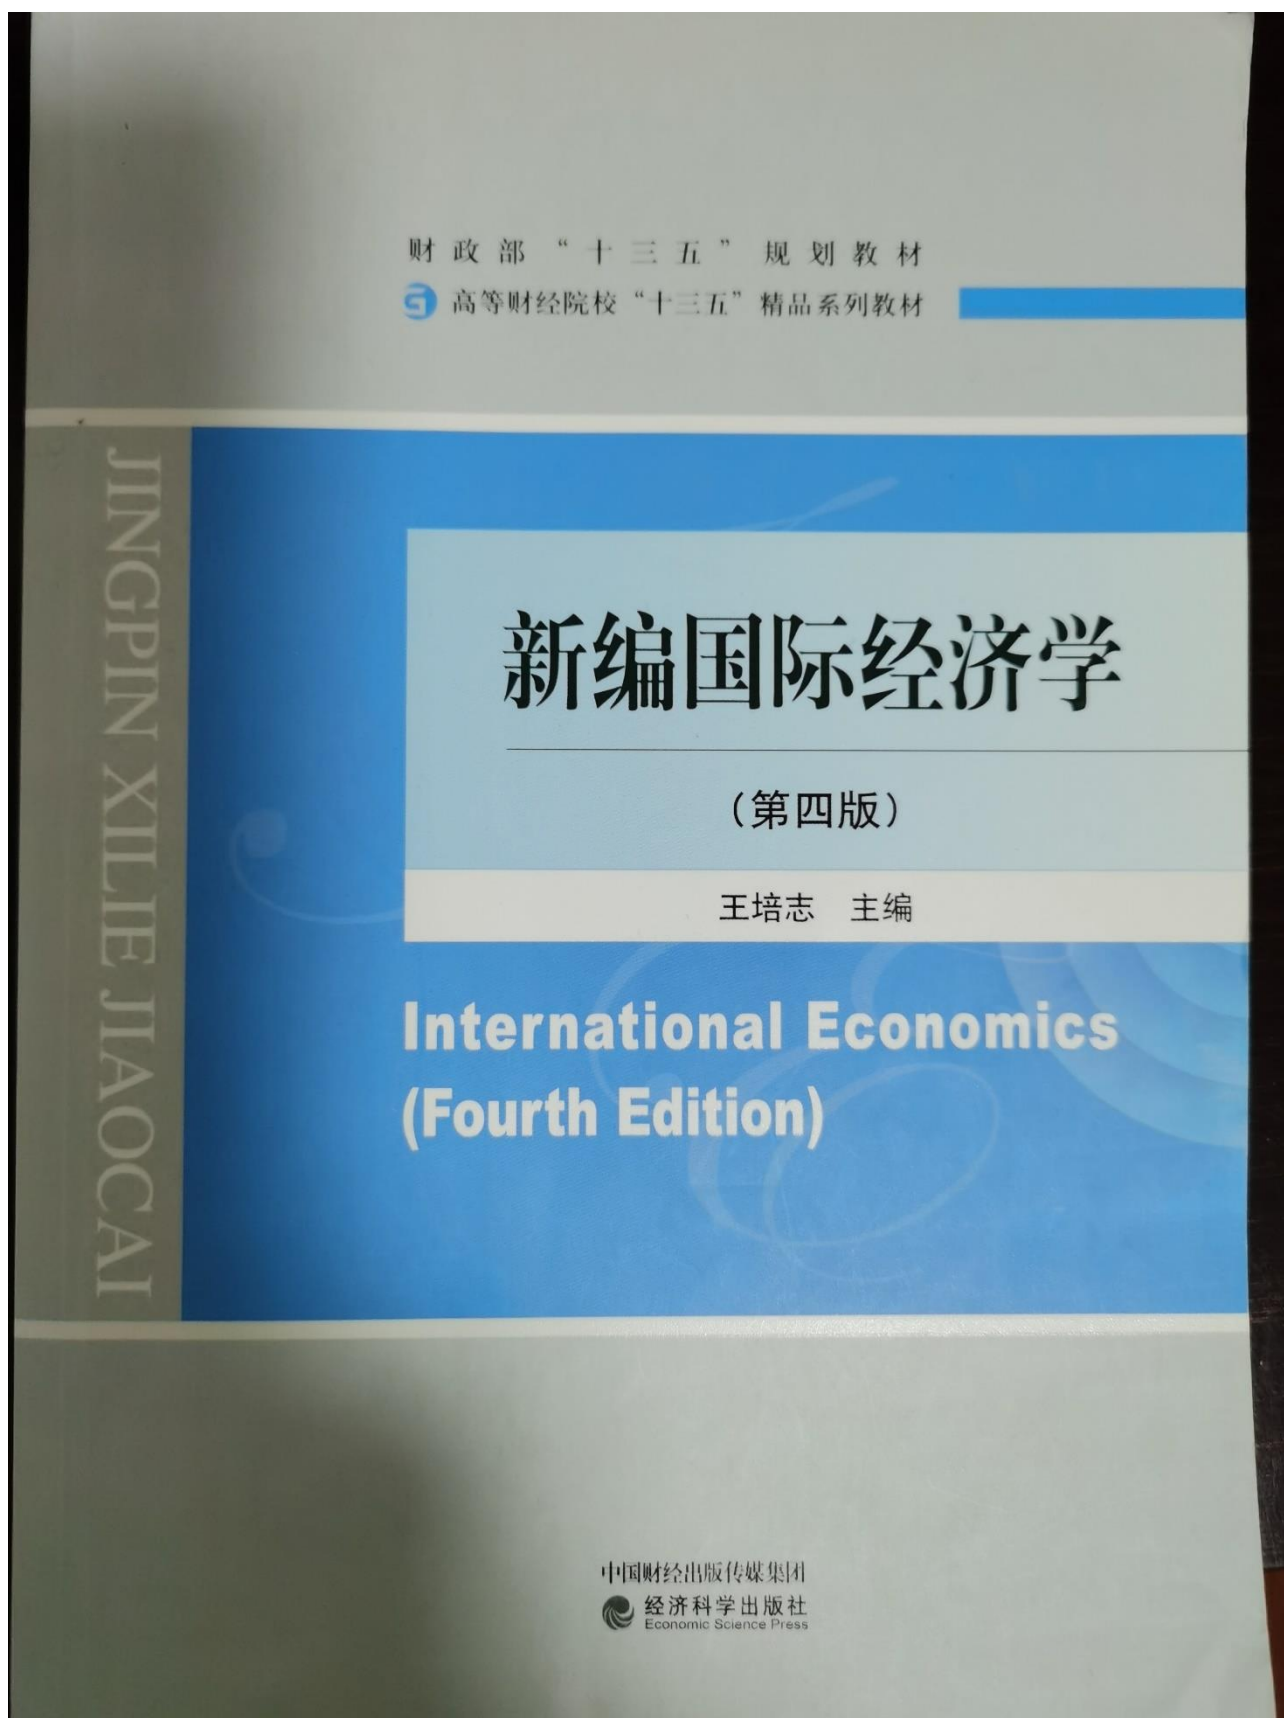 财政部“十三五”规划教材
高等财经院校“十三五”精品系列教材
JINGPIN XILIE JIAOCAI
新编国际经济学
（第四版）
王培志 主编
International Economics
(Fourth Edition)
中国财经出版传媒集团
经济科学出版社
Economic Science Press